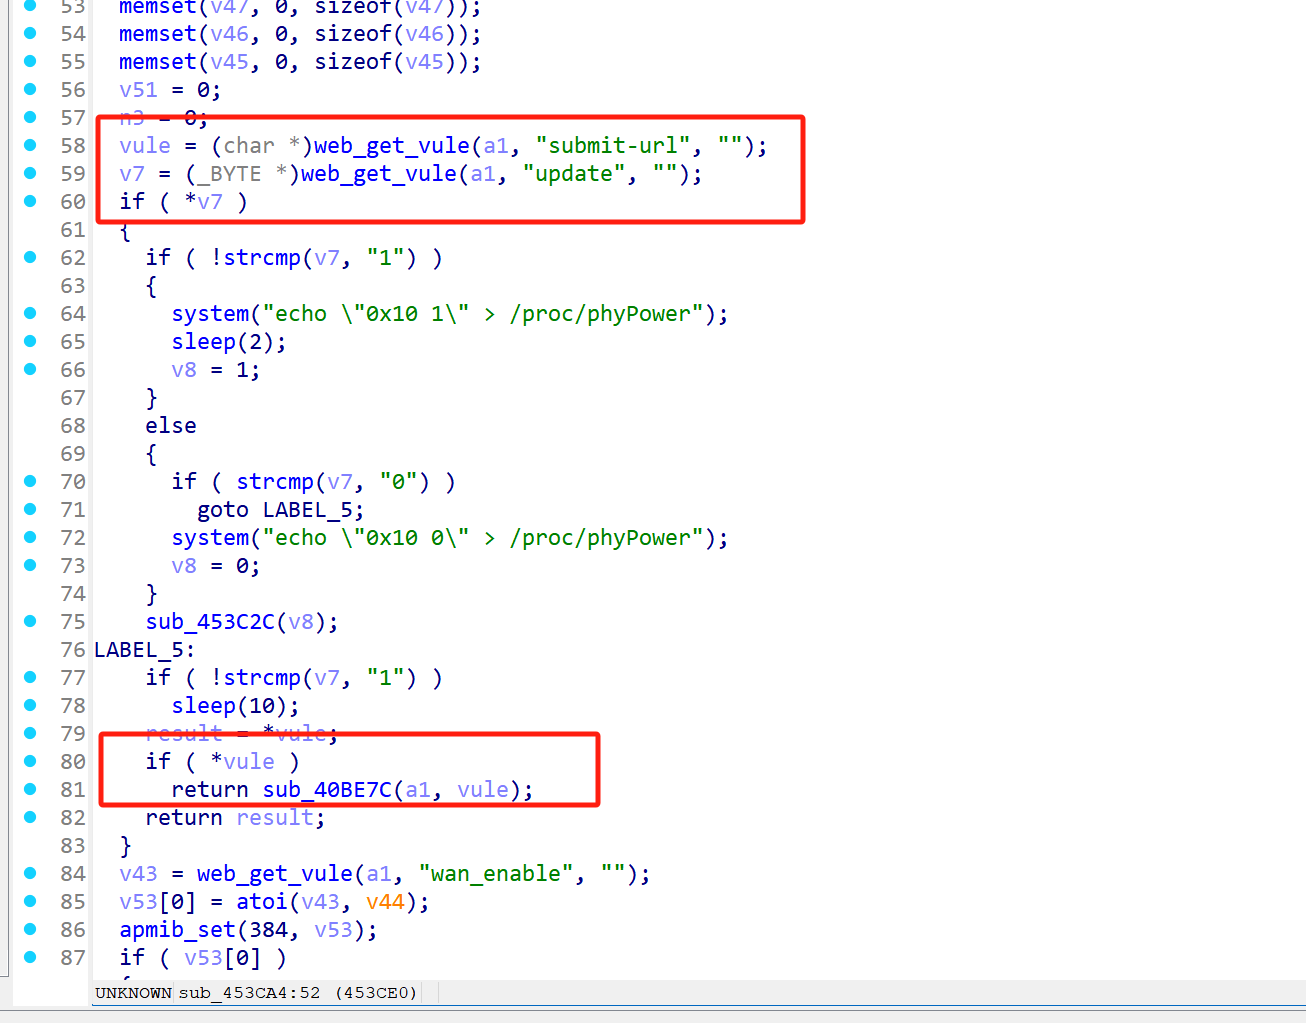 53 memset(v47, 0, sizeof(v47));
54 memset(v46, 0, sizeof(v46));
55 memset(v45, 0, sizeof(v45));
56 v51 = 0;
57 n3 = 0;
58 vule = (char *)web_get_vule(a1, "submit-url", "");
59 v7 = (_BYTE *)web_get_vule(a1, "update", "");
60 if ( *v7 )
61 {
62 if ( !strcmp(v7, "1") )
63 {
64 system("echo \"0x10 1\" > /proc/phyPower");
65 sleep(2);
66 v8 = 1;
67 }
68 else
69 {
70 if ( strcmp(v7, "0") )
71 goto LABEL_5;
72 system("echo \"0x10 0\" > /proc/phyPower");
73 v8 = 0;
74 }
75 sub_453C2C(v8);
76 LABEL_5:
77 if ( !strcmp(v7, "1") )
78 sleep(10);
79 result = *vule;
80 if ( *vule )
81 return sub_40BE7C(a1, vule);
82 return result;
83 }
84 v43 = web_get_vule(a1, "wan_enable", "");
85 v53[0] = atoi(v43, v44);
86 apmib_set(384, v53);
87 if ( v53[0] )
UNKNOWN sub_453CA4:52 (453CE0)